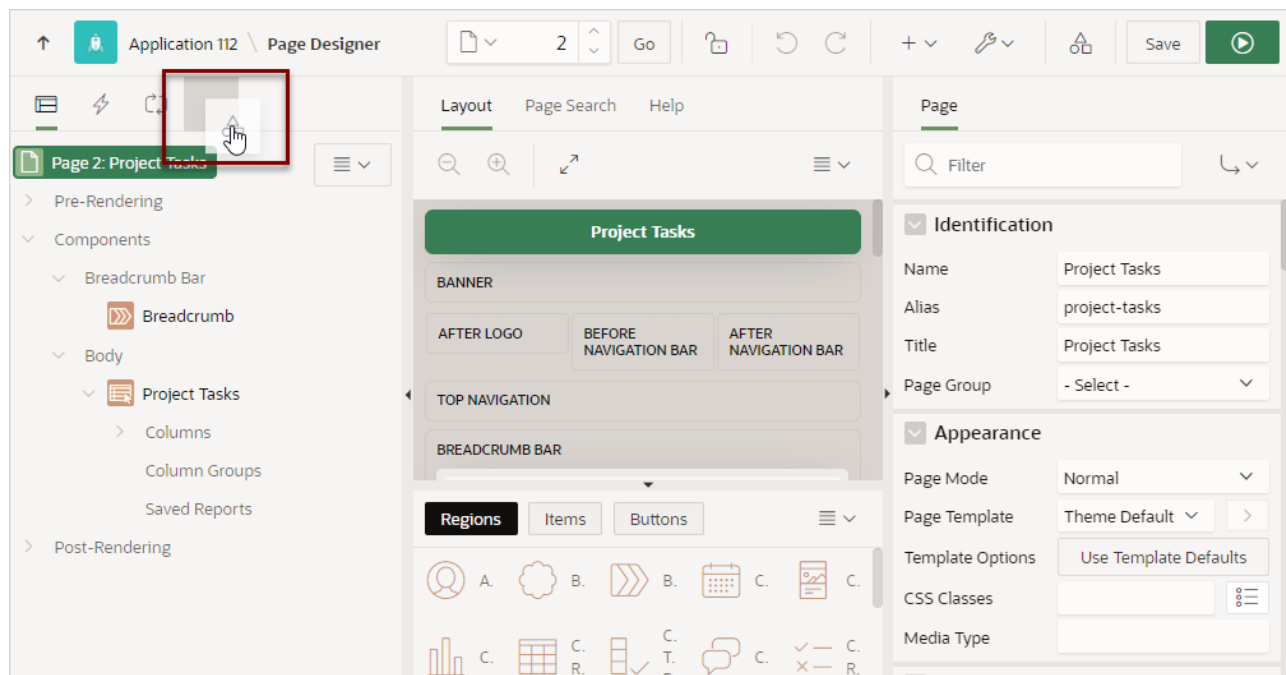 Application 112 \ Page Designer
2
Go
Save
Page 2: Project Tasks
Pre-Rendering
Components
Breadcrumb Bar
Breadcrumb
Body
Project Tasks
Columns
Column Groups
Saved Reports
Post-Rendering
Layout Page Search Help
Project Tasks
BANNER
AFTER LOGO
BEFORE
NAVIGATION BAR
AFTER
NAVIGATION BAR
TOP NAVIGATION
BREADCRUMB BAR
Regions Items Buttons
A. B. B. C. C.
C.
C.
R.
C.
T.
C.
C.
R.
Page
Filter
Identification
Name Project Tasks
Alias project-tasks
Title Project Tasks
Page Group - Select -
Appearance
Page Mode Normal
Page Template Theme Default
Template Options Use Template Defaults
CSS Classes
Media Type